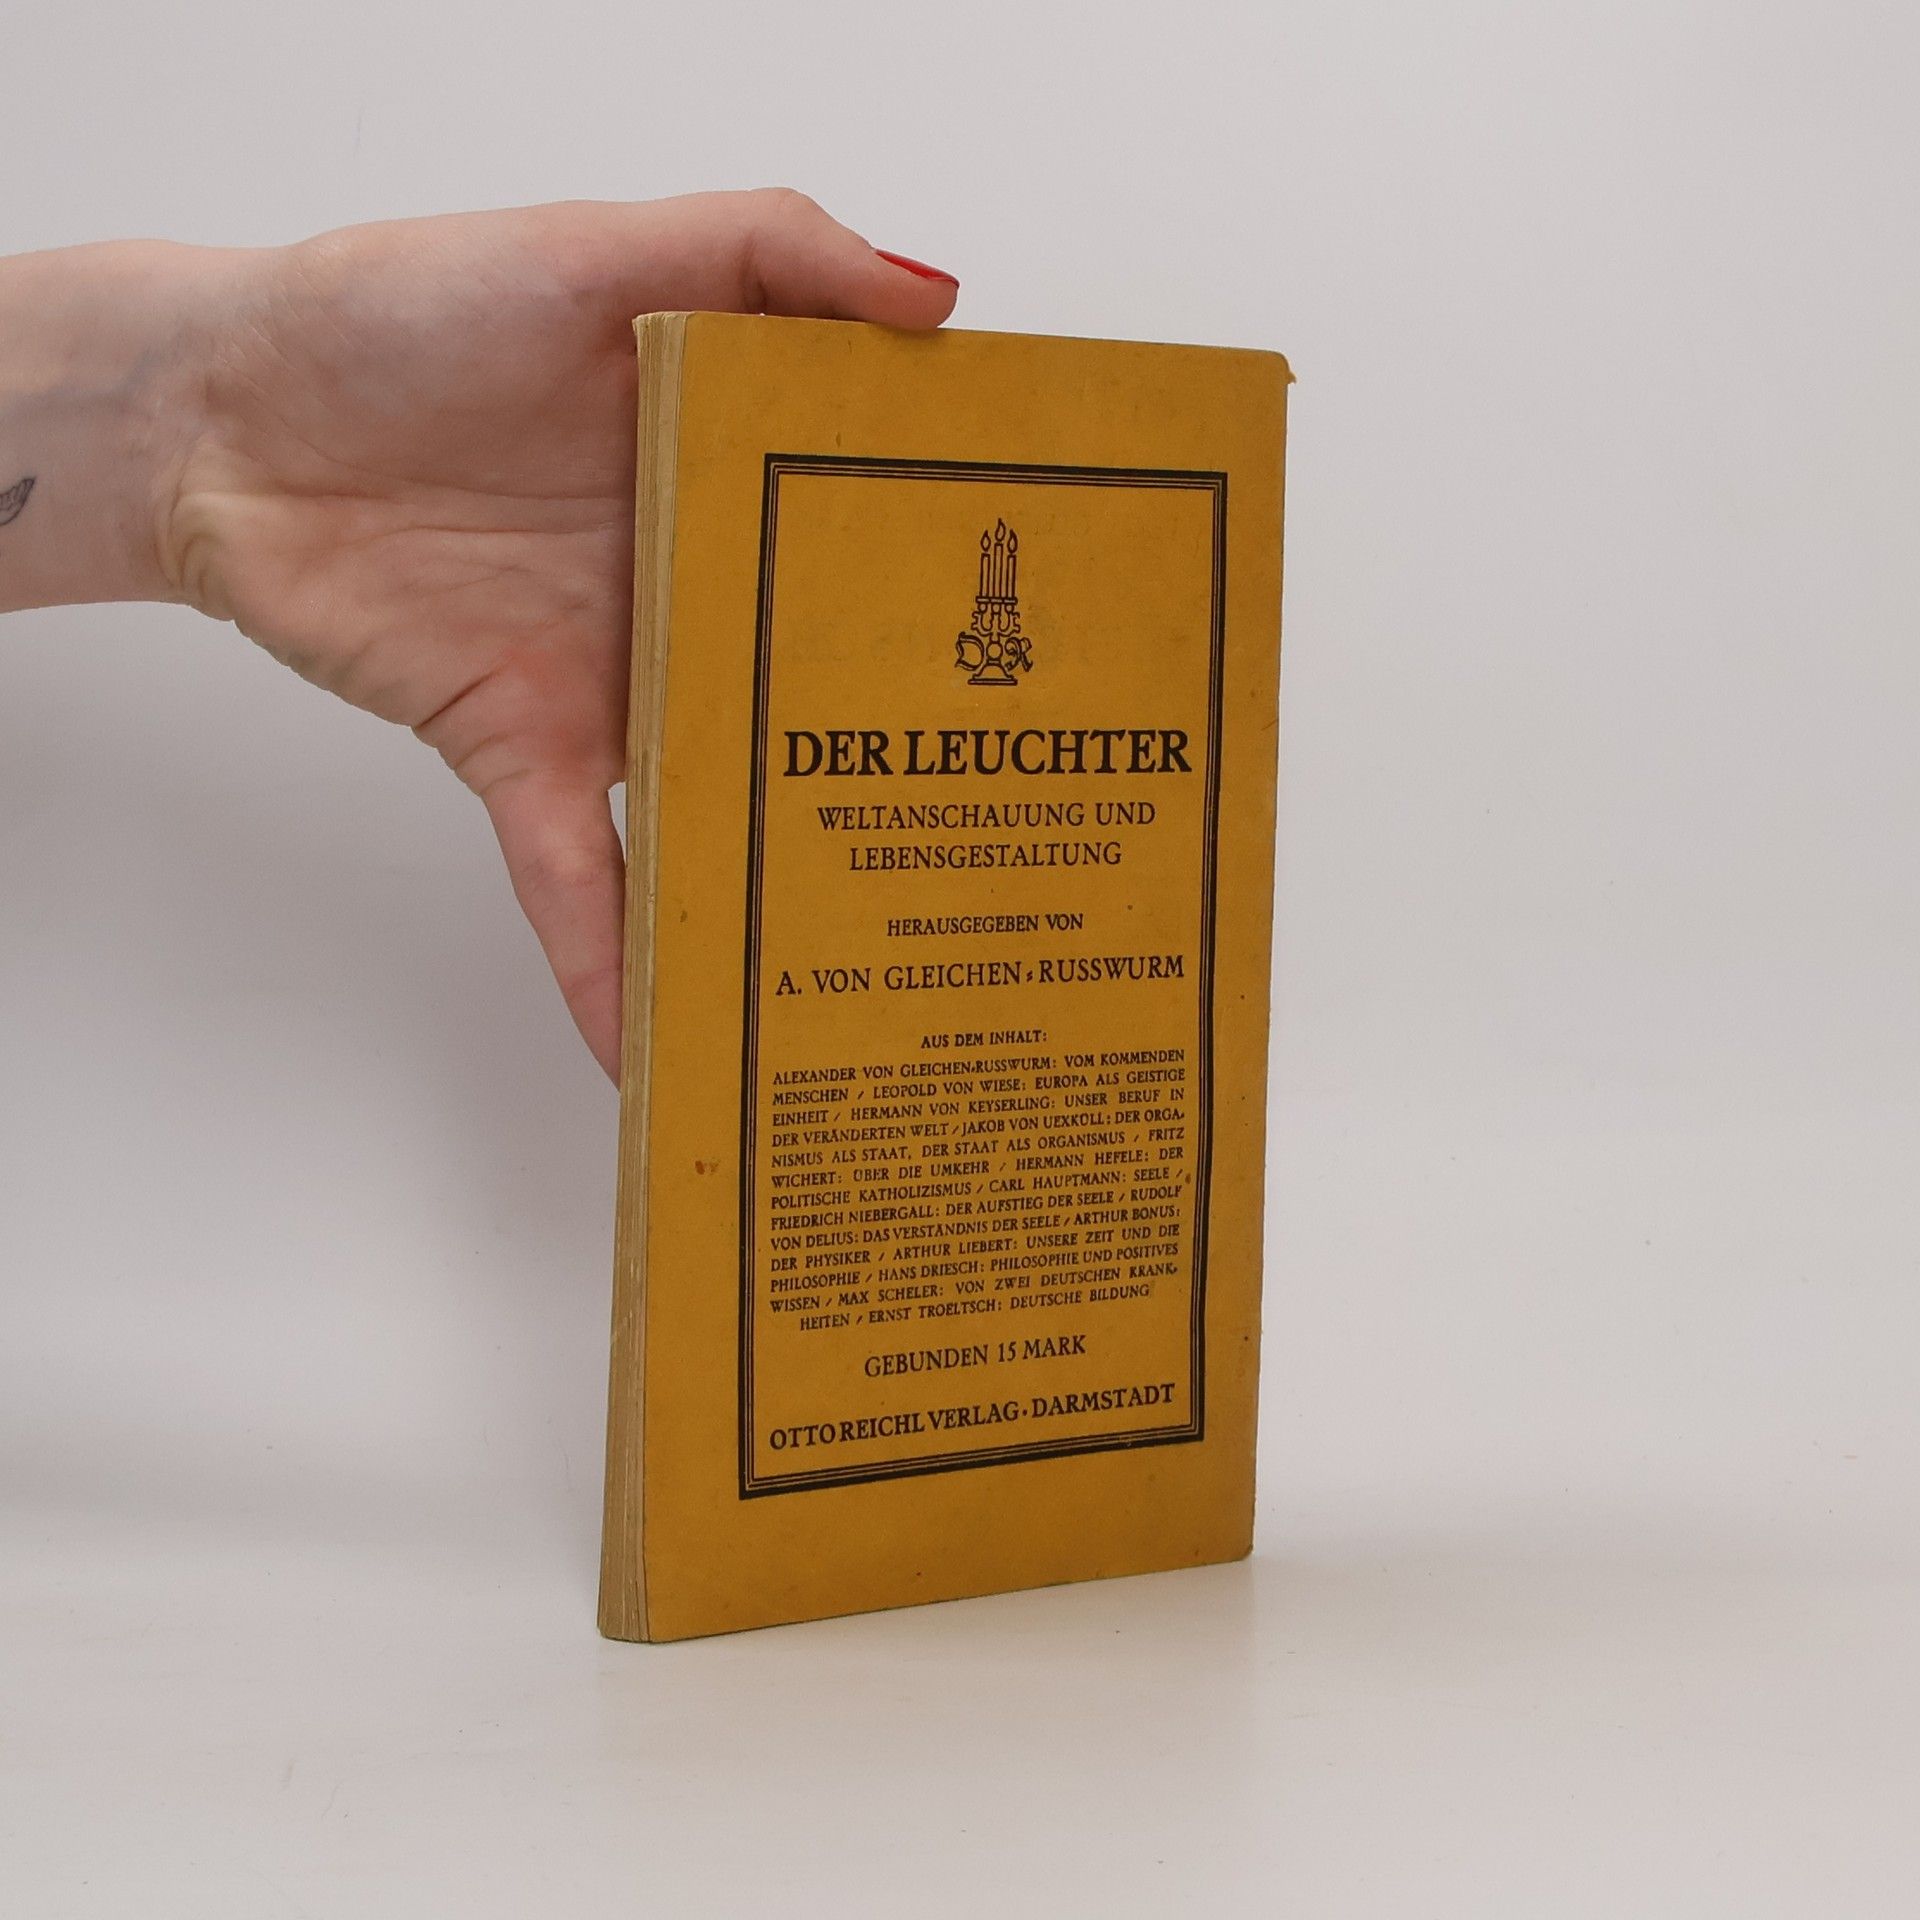 DR
DER LEUCHTER
WELTANSCHAUUNG UND
LEBENSGESTALTUNG
HERAUSGEGEBEN VON
A. VON GLEICHEN-RUSSWURM
AUS DEM INHALT:
ALEXANDER VON GLEICHEN-RUSSWURM: VOM KOMMENDEN
MENSCHEN / LEOPOLD VON WIESE: EUROPA ALS GEISTIGE
EINHEIT / HERMANN VON KEYSERLING: UNSER BERUF IN
DER VERÄNDERTEN WELT / JAKOB VON UEXKÜLL: DER ORGA-
NISMUS ALS STAAT, DER STAAT ALS ORGANISMUS / FRITZ
WICHERT: ÜBER DIE UMKEHR / HERMANN HEFELE: DER
POLITISCHE KATHOLIZISMUS / CARL HAUPTMANN: SEELE /
FRIEDRICH NIEBERGALL: DER AUFSTIEG DER SEELE / RUDOLF
VON DELIUS: DAS VERSTÄNDNIS DER SEELE / ARTHUR BONUS:
DER PHYSIKER / ARTHUR LIEBERT: UNSERE ZEIT UND DIE
PHILOSOPHIE / HANS DRIESCH: PHILOSOPHIE UND POSITIVES
WISSEN / MAX SCHELER: VON ZWEI DEUTSCHEN KRANK-
HEITEN / ERNST TROELTSCH: DEUTSCHE BILDUNG
GEBUNDEN 15 MARK
OTTO REICHL VERLAG · DARMSTADT